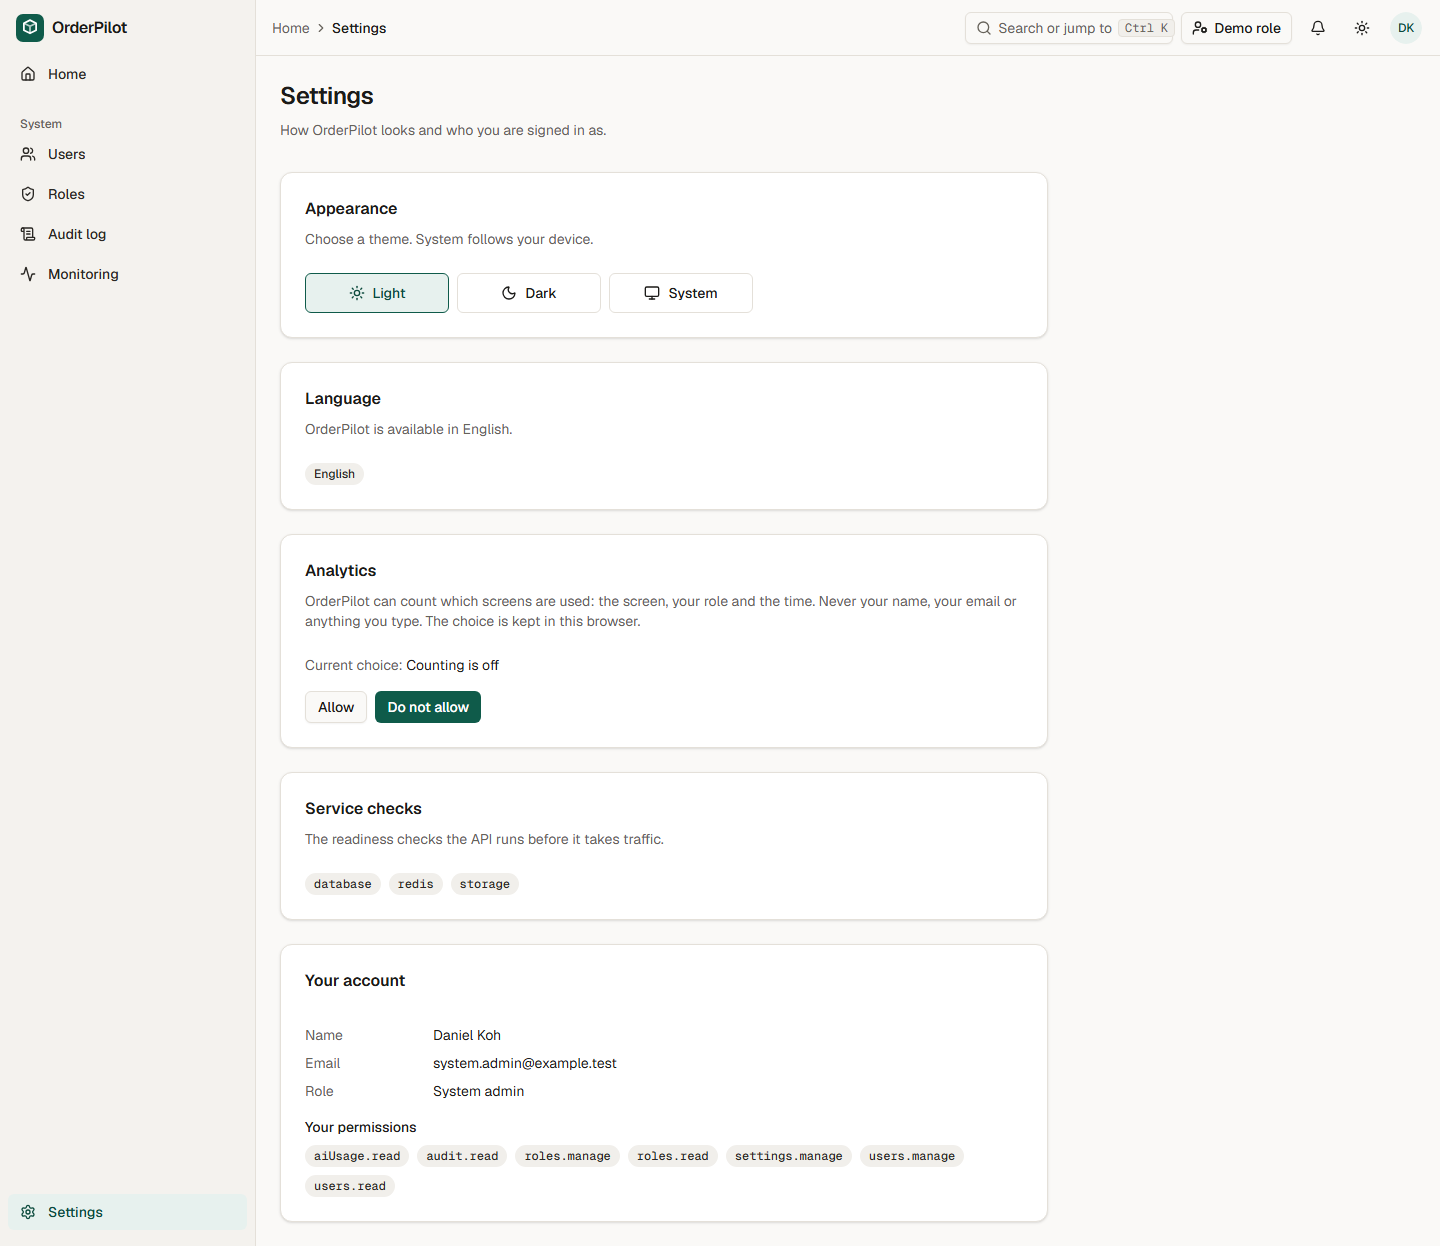 OrderPilot
Home
System
Users
Roles
Audit log
Monitoring
Settings
Home > Settings
Search or jump to Ctrl K
Demo role
DK
Settings
How OrderPilot looks and who you are signed in as.
Appearance
Choose a theme. System follows your device.
Light
Dark
System
Language
OrderPilot is available in English.
English
Analytics
OrderPilot can count which screens are used: the screen, your role and the time. Never your name, your email or
anything you type. The choice is kept in this browser.
Current choice: Counting is off
Allow
Do not allow
Service checks
The readiness checks the API runs before it takes traffic.
database redis storage
Your account
Name Daniel Koh
Email system.admin@example.test
Role System admin
Your permissions
aiUsage.read audit.read roles.manage roles.read settings.manage users.manage
users.read